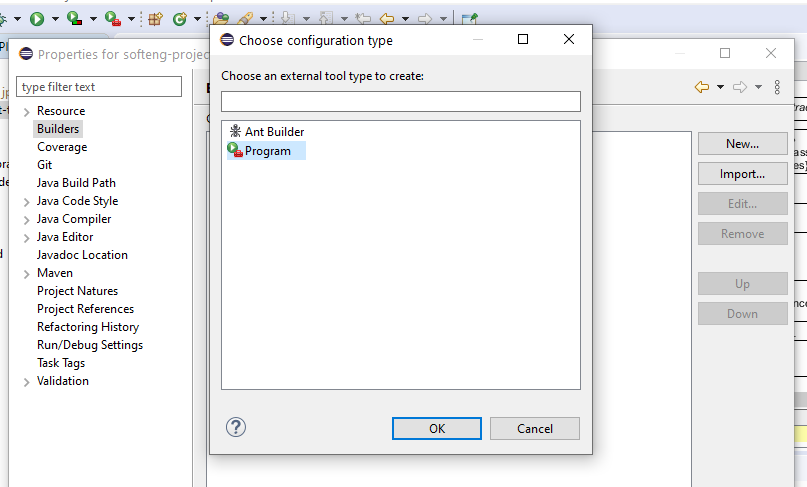 Choose configuration type
Properties for softeng-projec
Choose an external tool type to create:
type filter text
Resource
Builders
Coverage
Git
Java Build Path
Java Code Style
Java Compiler
Java Editor
Javadoc Location
Maven
Project Natures
Project References
Refactoring History
Run/Debug Settings
Task Tags
Validation
Ant Builder
Program
New...
Import...
Edit...
Remove
Up
Down
?
OK
Cancel